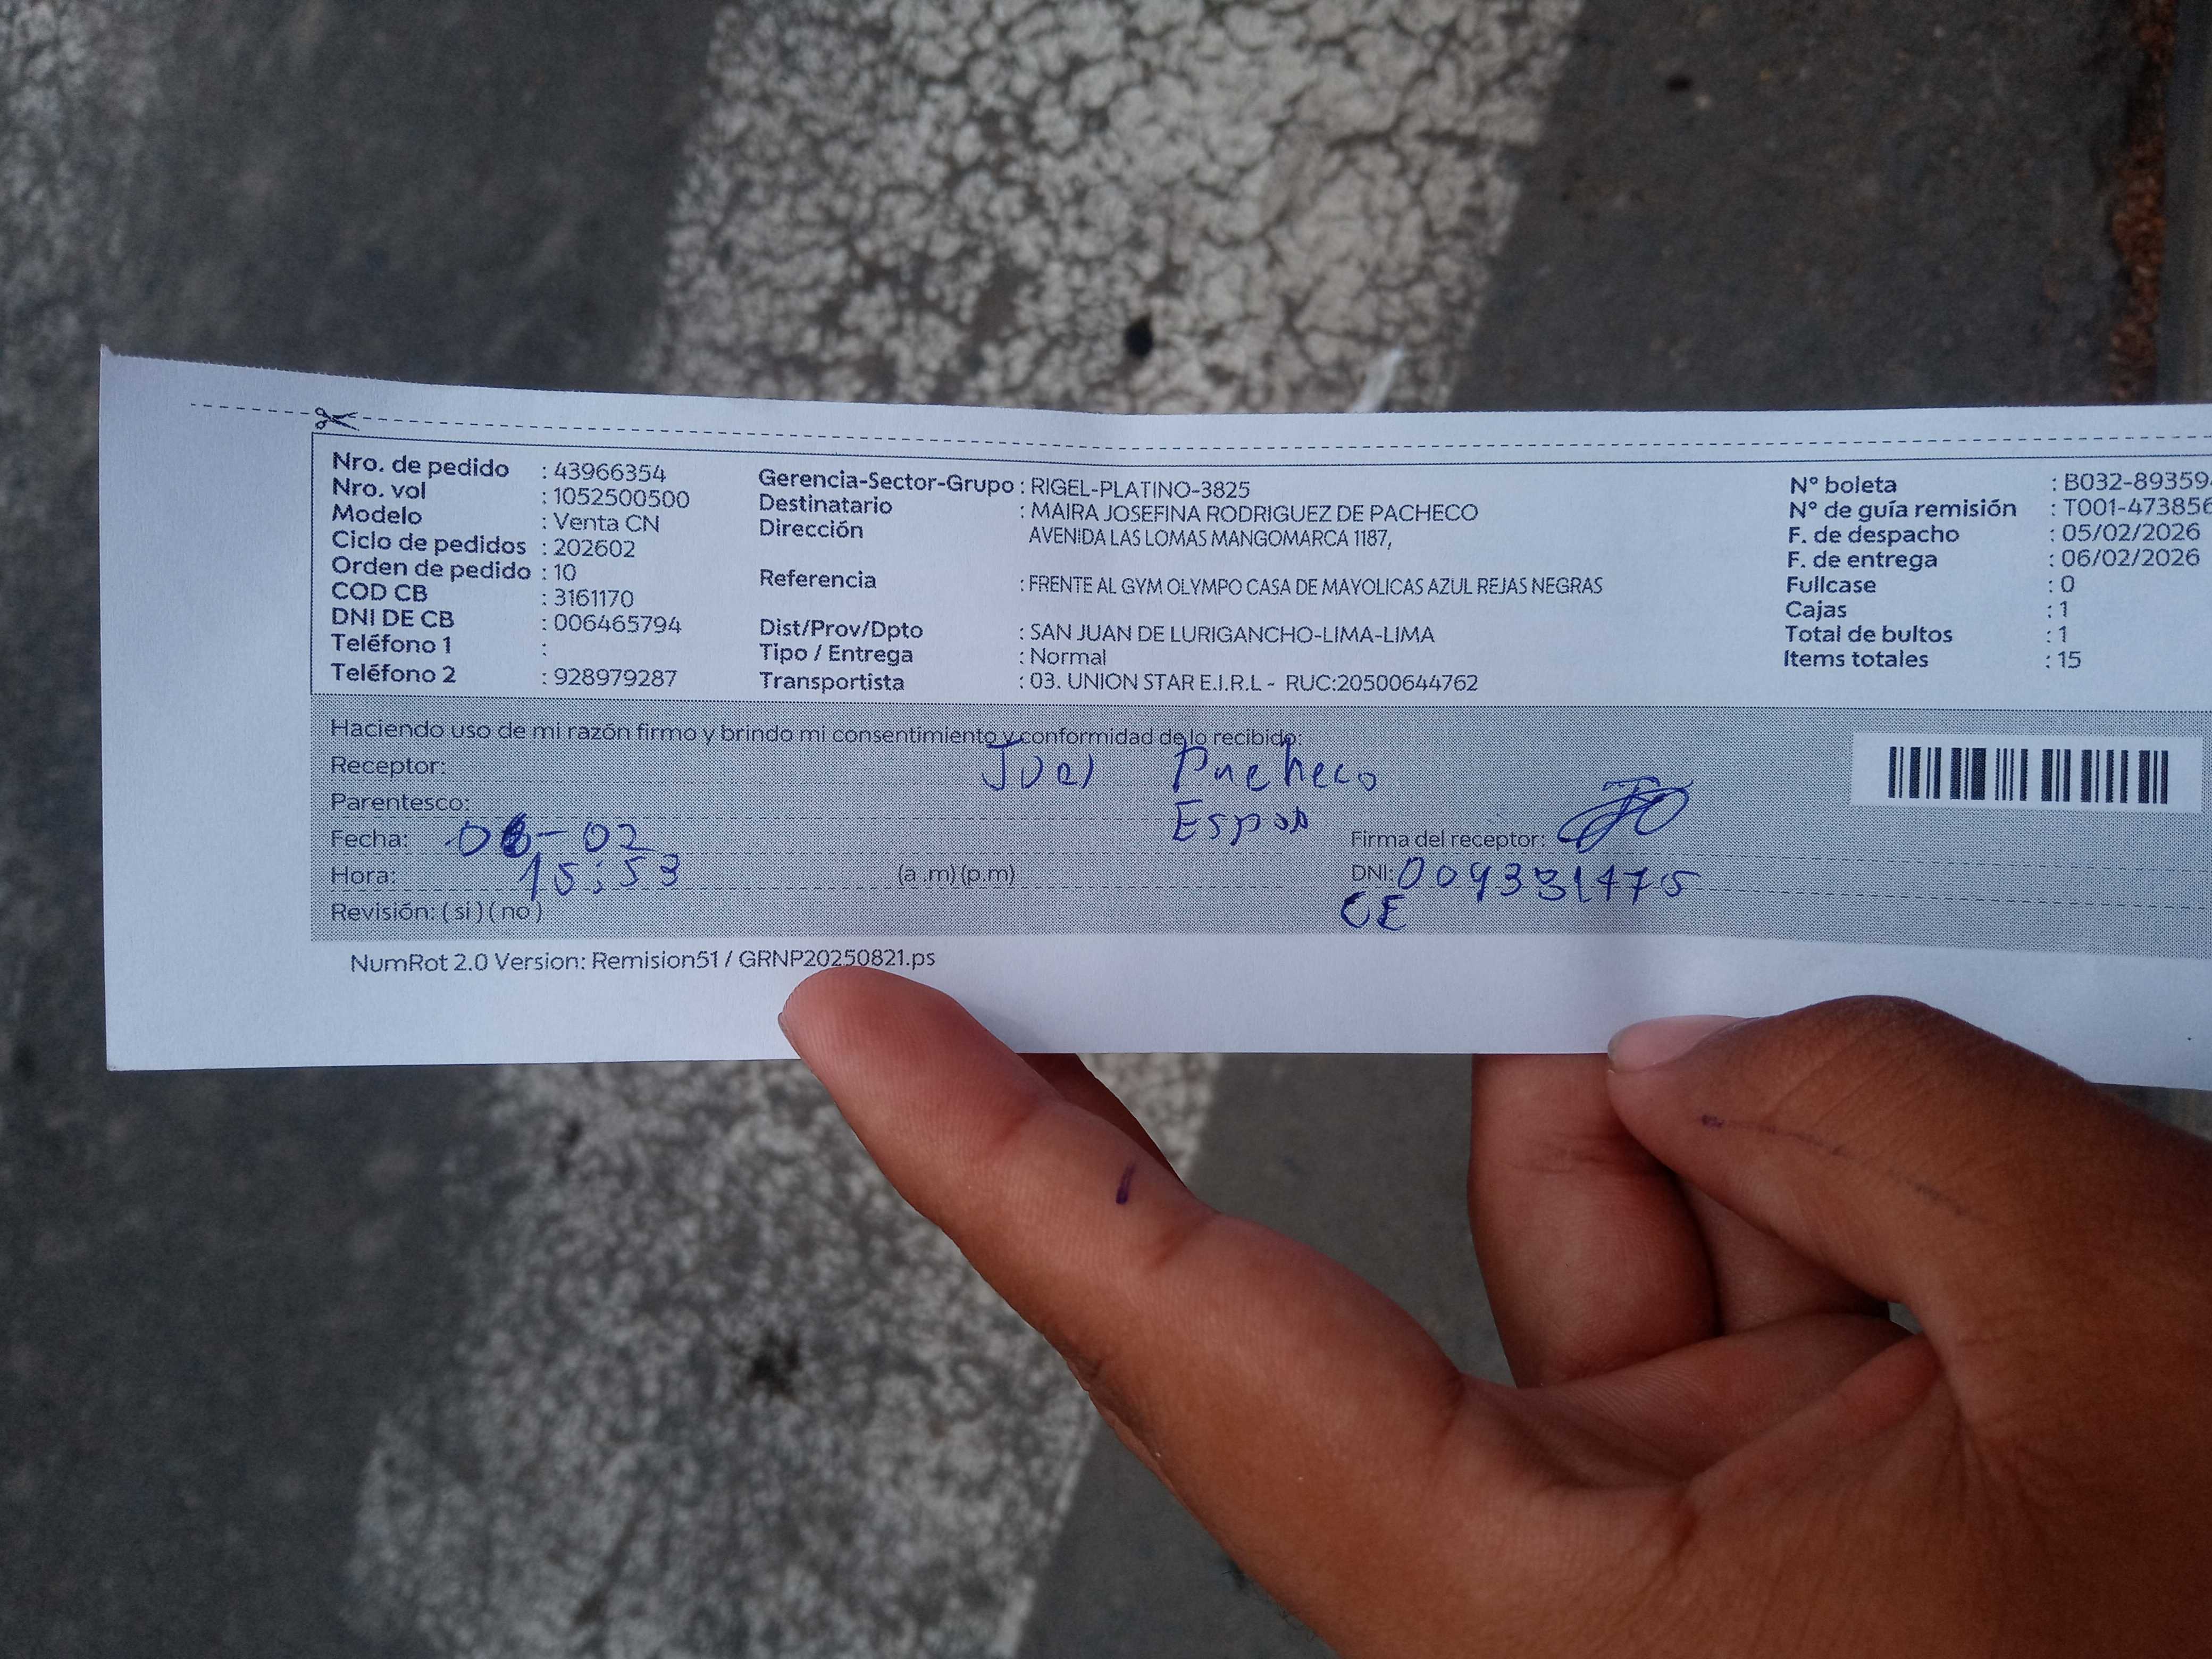 Nro. de pedido : 43966354
Nro. vol : 1052500500
Modelo : Venta CN
Ciclo de pedidos : 202602
Orden de pedido : 10
COD CB : 3161170
DNI DE CB : 006465794
Teléfono 1 :
Teléfono 2 : 928979287
Gerencia-Sector-Grupo : RIGEL-PLATINO-3825
Destinatario : MAIRA JOSEFINA RODRIGUEZ DE PACHECO
Dirección AVENIDA LAS LOMAS MANGOMARCA 1187,
Referencia : FRENTE AL GYM OLYMPO CASA DE MAYOLICAS AZUL REJAS NEGRAS
Dist/Prov/Dpto : SAN JUAN DE LURIGANCHO-LIMA-LIMA
Tipo / Entrega : Normal
Transportista : 03. UNION STAR E.I.R.L - RUC:20500644762
N° boleta : B032-89359
N° de guía remisión : T001-473856
F. de despacho : 05/02/2026
F. de entrega : 06/02/2026
Fullcase : 0
Cajas : 1
Total de bultos : 1
Items totales : 15
Haciendo uso de mi razón firmo y brindo mi consentimiento y conformidad de lo recibido:
Receptor: Pacheco
Parentesco: Espos
Fecha: 06-02 Firma del receptor:
Hora: 15:53 (a .m) (p.m) DNI:
CE
Revisión: ( si ) ( no )
NumRot 2.0 Version: Remision51 / GRNP20250821.ps